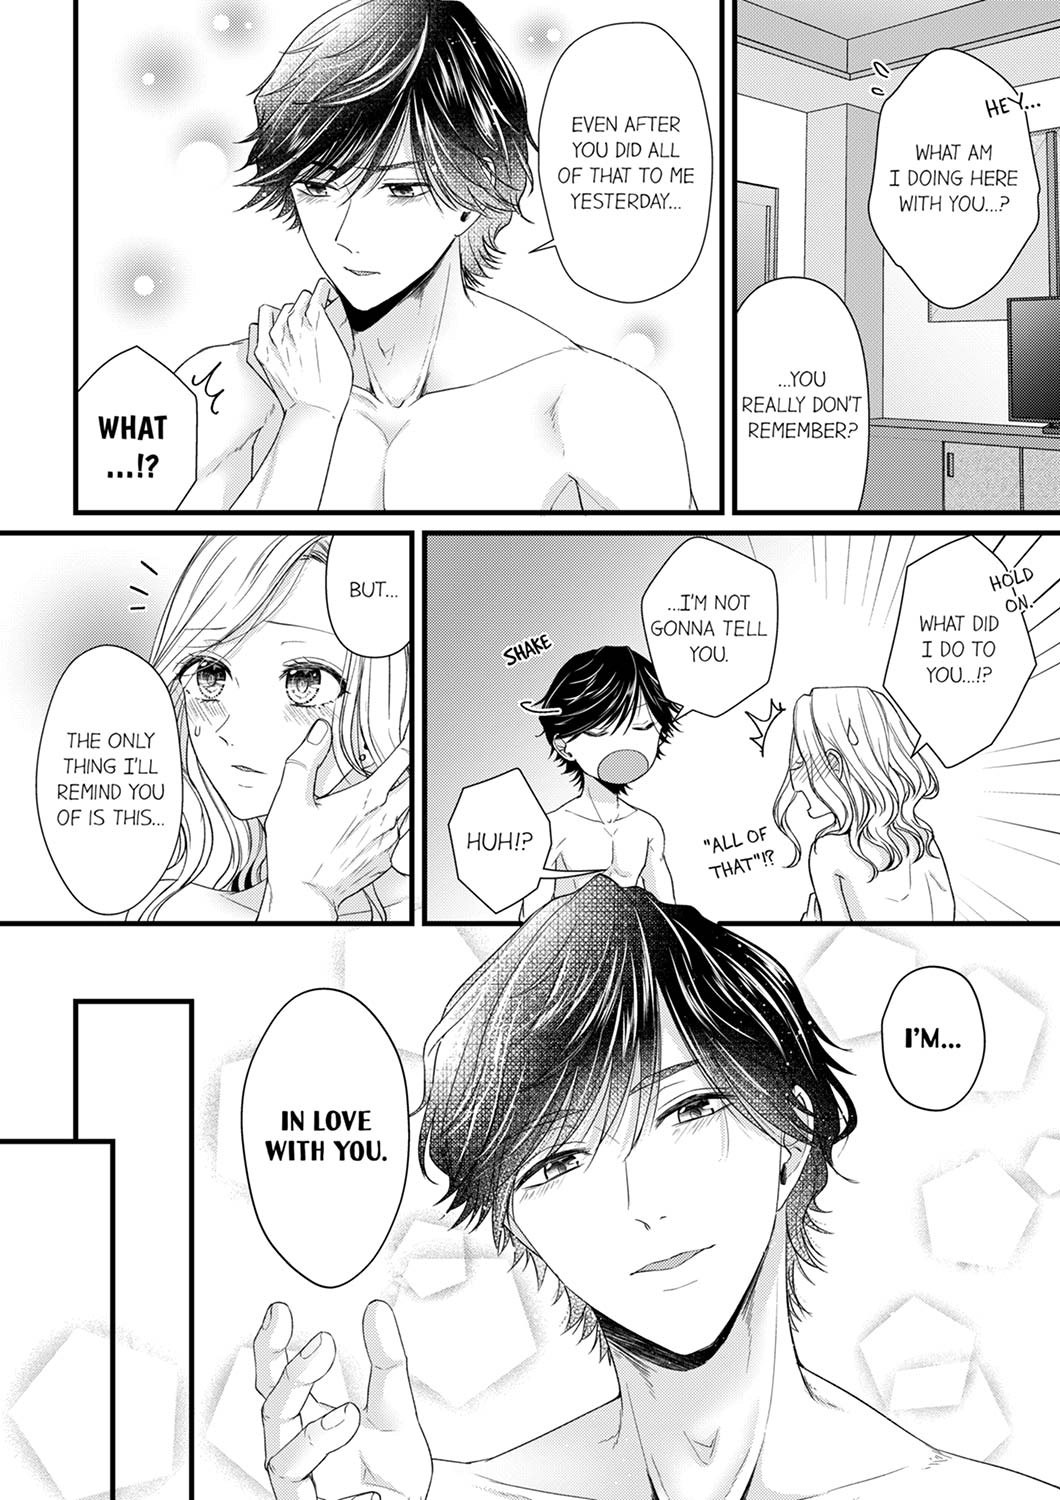 HEY...
WHAT AM
I DOING HERE
WITH YOU...?
...YOU
REALLY DON'T
REMEMBER?
EVEN AFTER
YOU DID ALL
OF THAT TO ME
YESTERDAY...
WHAT
...!?
HOLD
ON.
WHAT DID
I DO TO
YOU...!?
"ALL OF
THAT"!?
...I'M NOT
GONNA TELL
YOU.
SHAKE
HUH!?
BUT...
THE ONLY
THING I'LL
REMIND YOU
OF IS THIS...
I'M...
IN LOVE
WITH YOU.